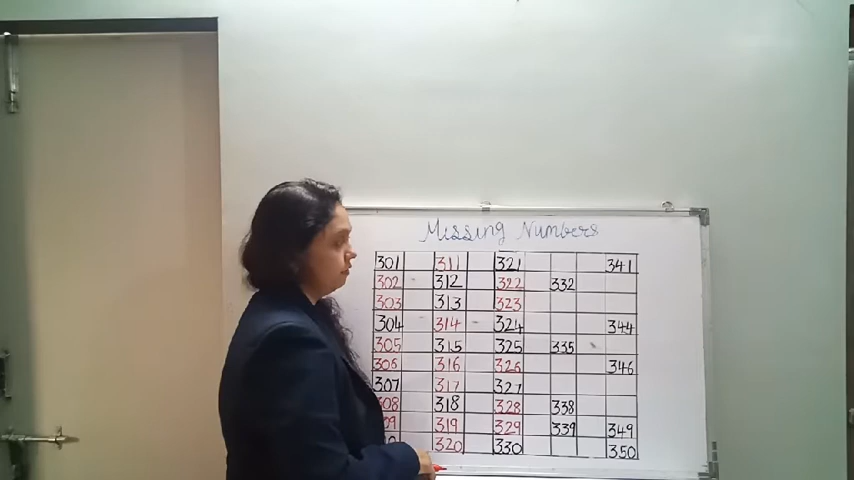 Missing Numbers
301 311 321 341
302 312 322 332
303 313 323
304 314 324 344
305 315 325 335
306 316 326 346
307 317 327
308 318 328 338
319 329 339 349
320 330 350